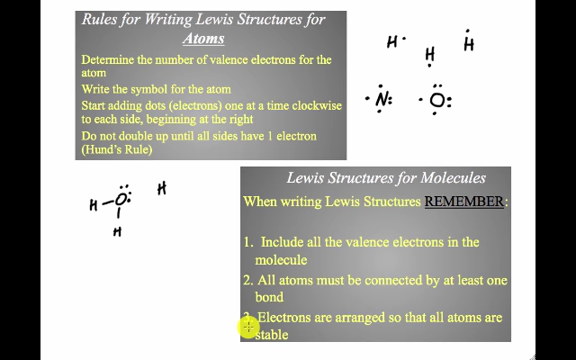 Rules for Writing Lewis Structures for
Atoms
Determine the number of valence electrons for the
atom
Write the symbol for the atom
Start adding dots (electrons) one at a time clockwise
to each side, beginning at the right
Do not double up until all sides have 1 electron
(Hund's Rule)
H H H
N O
H O H
H
Lewis Structures for Molecules
When writing Lewis Structures REMEMBER:
1. Include all the valence electrons in the
molecule
2. All atoms must be connected by at least one
bond
3. Electrons are arranged so that all atoms are
stable